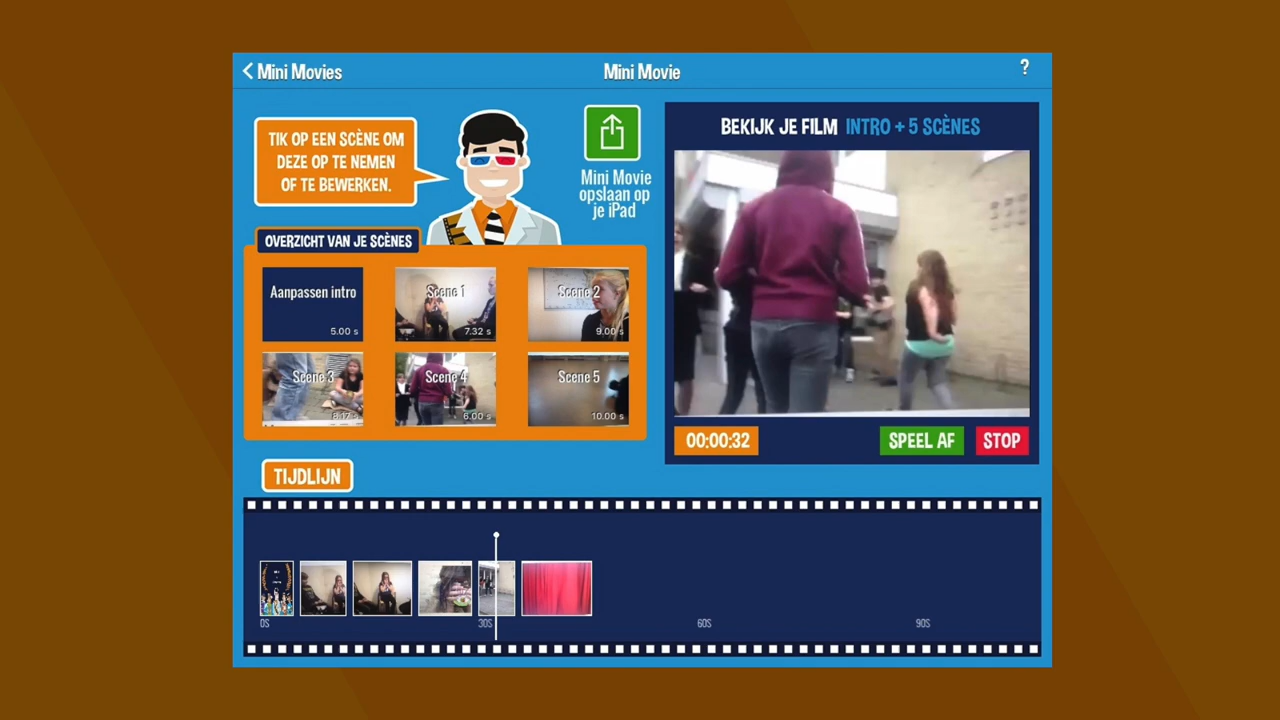 Mini Movies
Mini Movie
?
TIK OP EEN SCÈNE OM
DEZE OP TE NEMEN
OF TE BEWERKEN.
Mini Movie
opslaan op
je iPad
BEKIJK JE FILM INTRO + 5 SCÈNES
OVERZICHT VAN JE SCÈNES
Aanpassen intro
5.00 s
Scene 1
7.32 s
Scene 2
9.00 s
Scene 3
8.17 s
Scene 4
6.00 s
Scene 5
10.00 s
00:00:32
SPEEL AF
STOP
TIJDLIJN
0S
30S
60S
90S